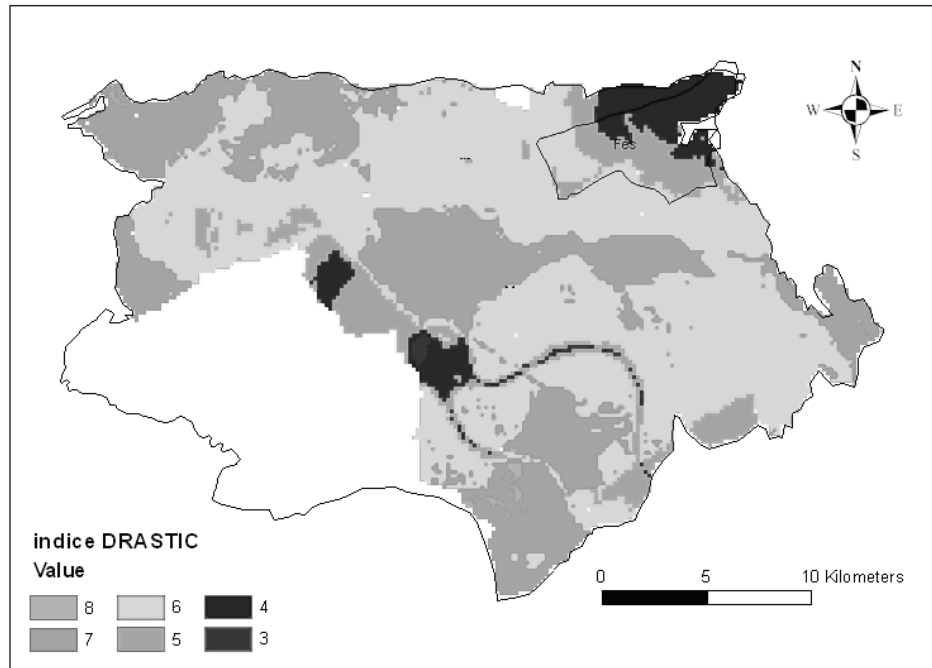 N
W E
S
Fes
indice DRASTIC
Value
8 6 4
7 5 3
0 5 10 Kilometers